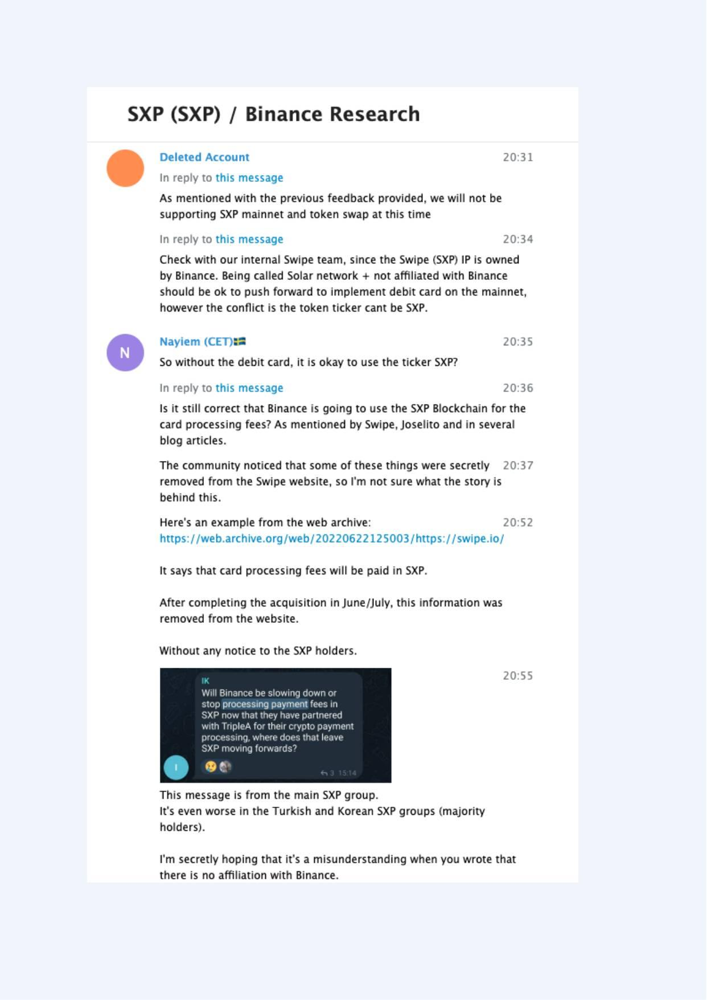 SXP (SXP) / Binance Research
Deleted Account 20:31
In reply to this message
As mentioned with the previous feedback provided, we will not be
supporting SXP mainnet and token swap at this time
In reply to this message 20:34
Check with our internal Swipe team, since the Swipe (SXP) IP is owned
by Binance. Being called Solar network + not affiliated with Binance
should be ok to push forward to implement debit card on the mainnet,
however the conflict is the token ticker cant be SXP.
N
Nayiem (CET)🇸🇪 20:35
So without the debit card, it is okay to use the ticker SXP?
In reply to this message 20:36
Is it still correct that Binance is going to use the SXP Blockchain for the
card processing fees? As mentioned by Swipe, Joselito and in several
blog articles.
The community noticed that some of these things were secretly 20:37
removed from the Swipe website, so I'm not sure what the story is
behind this.
Here's an example from the web archive: 20:52
https://web.archive.org/web/20220622125003/https://swipe.io/
It says that card processing fees will be paid in SXP.
After completing the acquisition in June/July, this information was
removed from the website.
Without any notice to the SXP holders.
20:55
IK
Will Binance be slowing down or
stop processing payment fees in
SXP now that they have partnered
with TripleA for their crypto payment
processing, where does that leave
SXP moving forwards?
I
3 15:14
This message is from the main SXP group.
It's even worse in the Turkish and Korean SXP groups (majority
holders).
I'm secretly hoping that it's a misunderstanding when you wrote that
there is no affiliation with Binance.